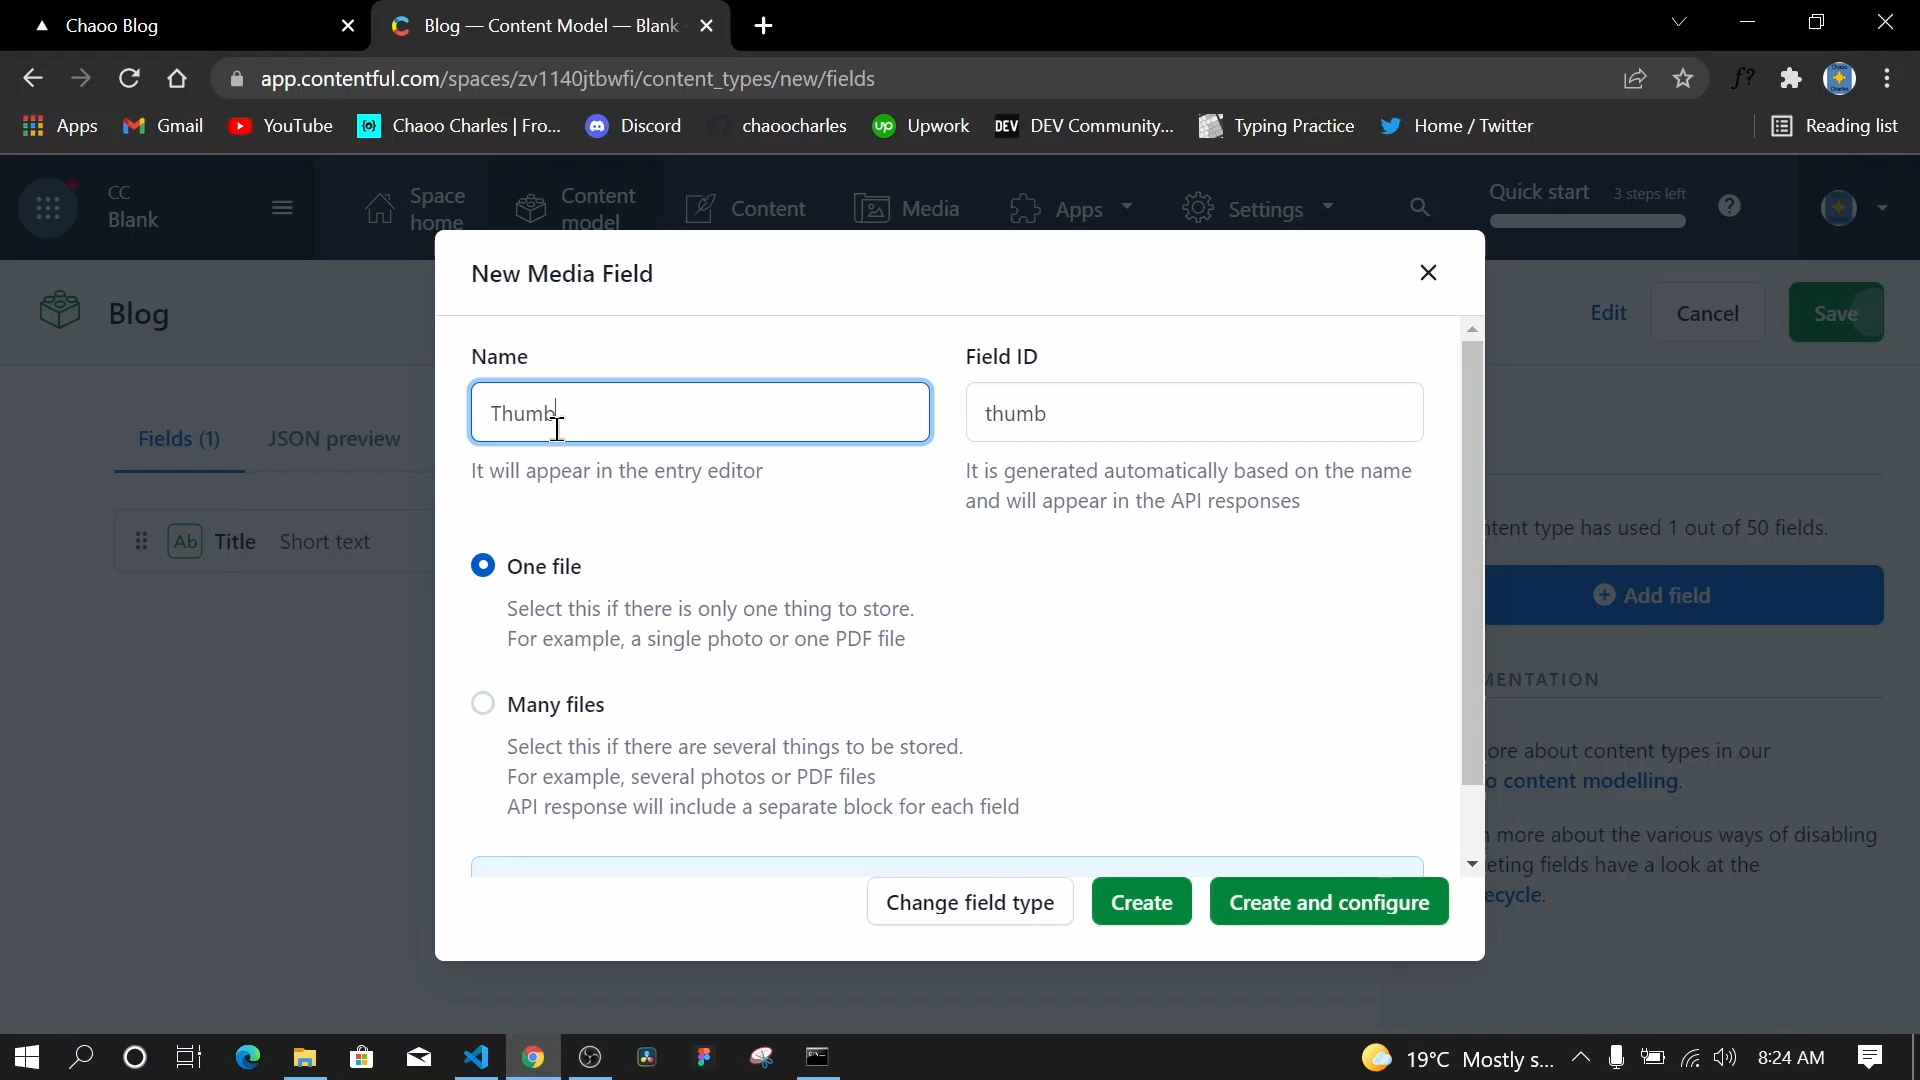 Chaoo Blog
Blog — Content Model — Blank
app.contentful.com/spaces/zv1140jtbwfi/content_types/new/fields
f?
Apps
Gmail
YouTube
Chaoo Charles | Fro...
Discord
chaoocharles
Upwork
DEV Community...
Typing Practice
Home / Twitter
Reading list
CC
Blank
Space
home
Content
model
Content
Media
Apps
Settings
Quick start 3 steps left
Blog
Edit
Cancel
Save
New Media Field
Name
Field ID
Thumb
thumb
It will appear in the entry editor
It is generated automatically based on the name
and will appear in the API responses
Fields (1)
JSON preview
Ab Title Short text
One file
Select this if there is only one thing to store.
For example, a single photo or one PDF file
Many files
Select this if there are several things to be stored.
For example, several photos or PDF files
API response will include a separate block for each field
Change field type
Create
Create and configure
type has used 1 out of 50 fields.
Add field
about content types in our
content modelling.
more about the various ways of disabling
fields have a look at the
19°C Mostly s...
8:24 AM